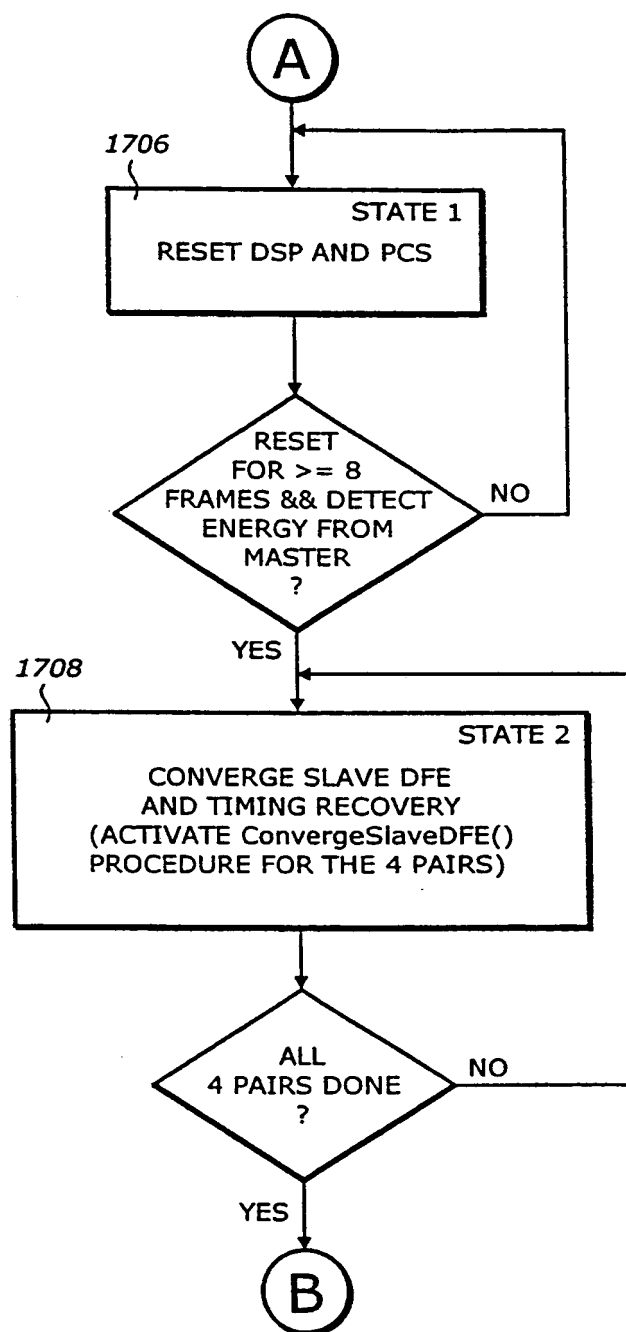 A
1706
STATE 1
RESET DSP AND PCS
RESET
FOR >= 8
FRAMES && DETECT
ENERGY FROM
MASTER
?
NO
YES
1708
STATE 2
CONVERGE SLAVE DFE
AND TIMING RECOVERY
(ACTIVATE ConvergeSlaveDFE()
PROCEDURE FOR THE 4 PAIRS)
ALL
4 PAIRS DONE
?
NO
YES
B